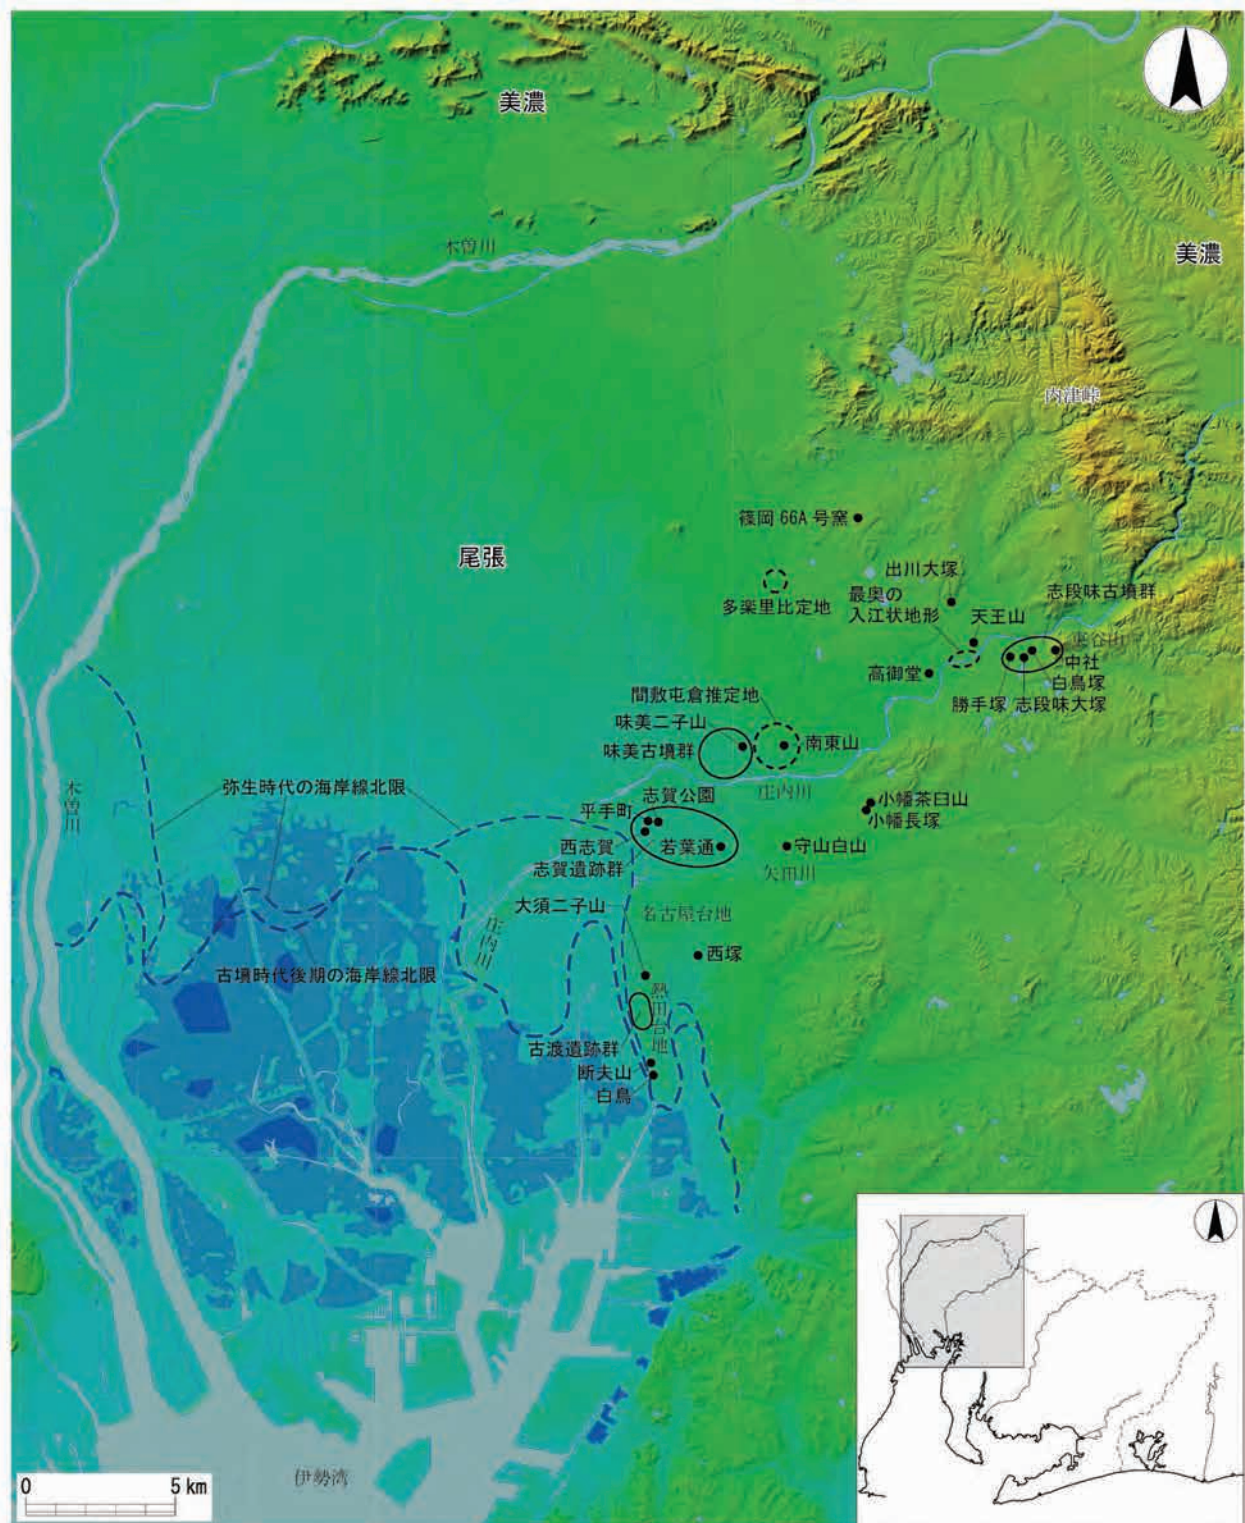 美濃
木曽川
美濃
内津峠
篠岡 66A 号窯
尾張
出川大塚
多楽里比定地
最奥の
入江状地形
志段味古墳群
天王山
東谷山
高御堂
中社
白鳥塚
勝手塚
志段味大塚
間敷屯倉推定地
味美二子山
味美古墳群
南東山
庄内川
木曽川
弥生時代の海岸線北限
志賀公園
平手町
小幡茶臼山
小幡長塚
西志賀
若葉通
守山白山
志賀遺跡群
矢田川
大須二子山
名古屋台地
庄内川
西塚
古墳時代後期の海岸線北限
熱田台地
古渡遺跡群
断夫山
白鳥
伊勢湾
0 5 km